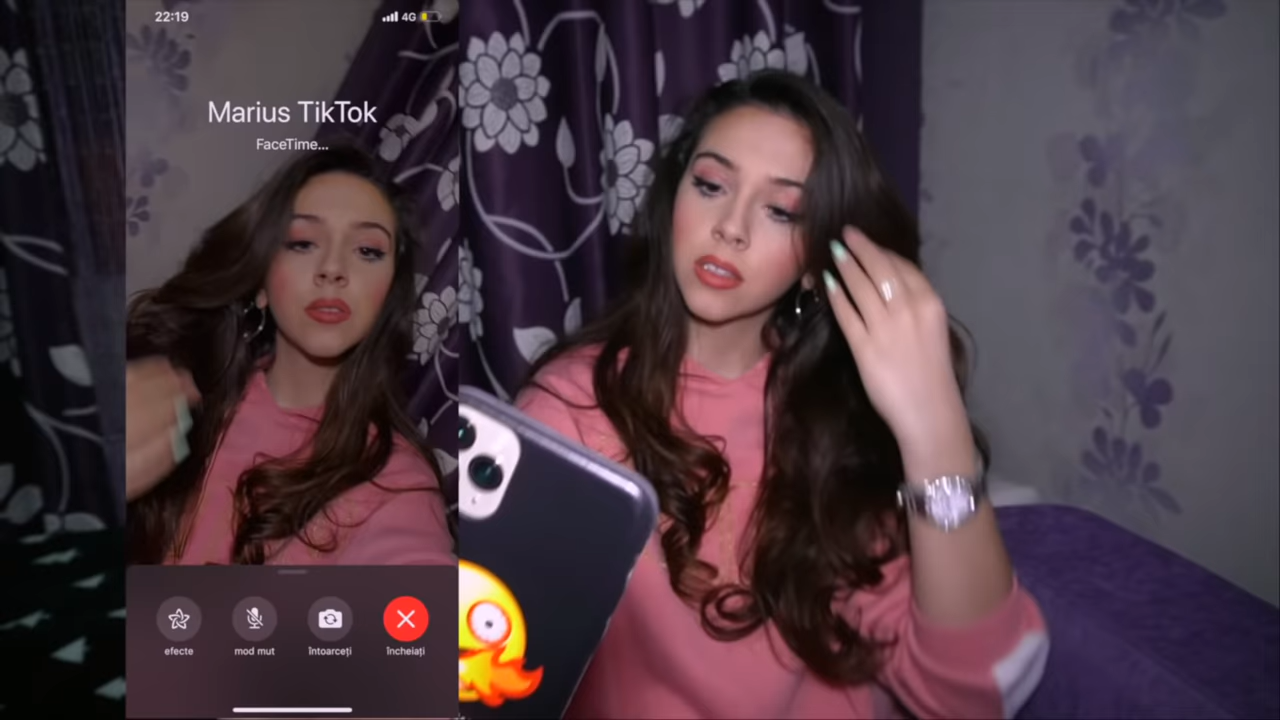 22:19
4G
Marius TikTok
FaceTime...
efecte
mod mut
întoarceți
încheiați